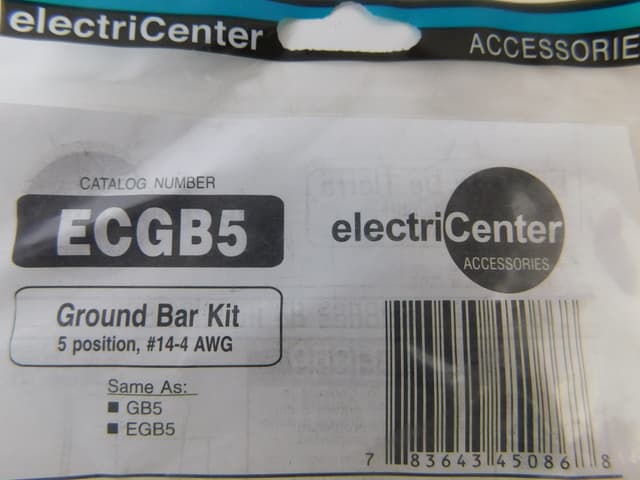 electriCenter
ACCESSORIE
CATALOG NUMBER
ECGB5
electriCenter
ACCESSORIES
Ground Bar Kit
5 position, #14-4 AWG
Same As:
■ GB5
■ EGB5
7 83643 45086 8